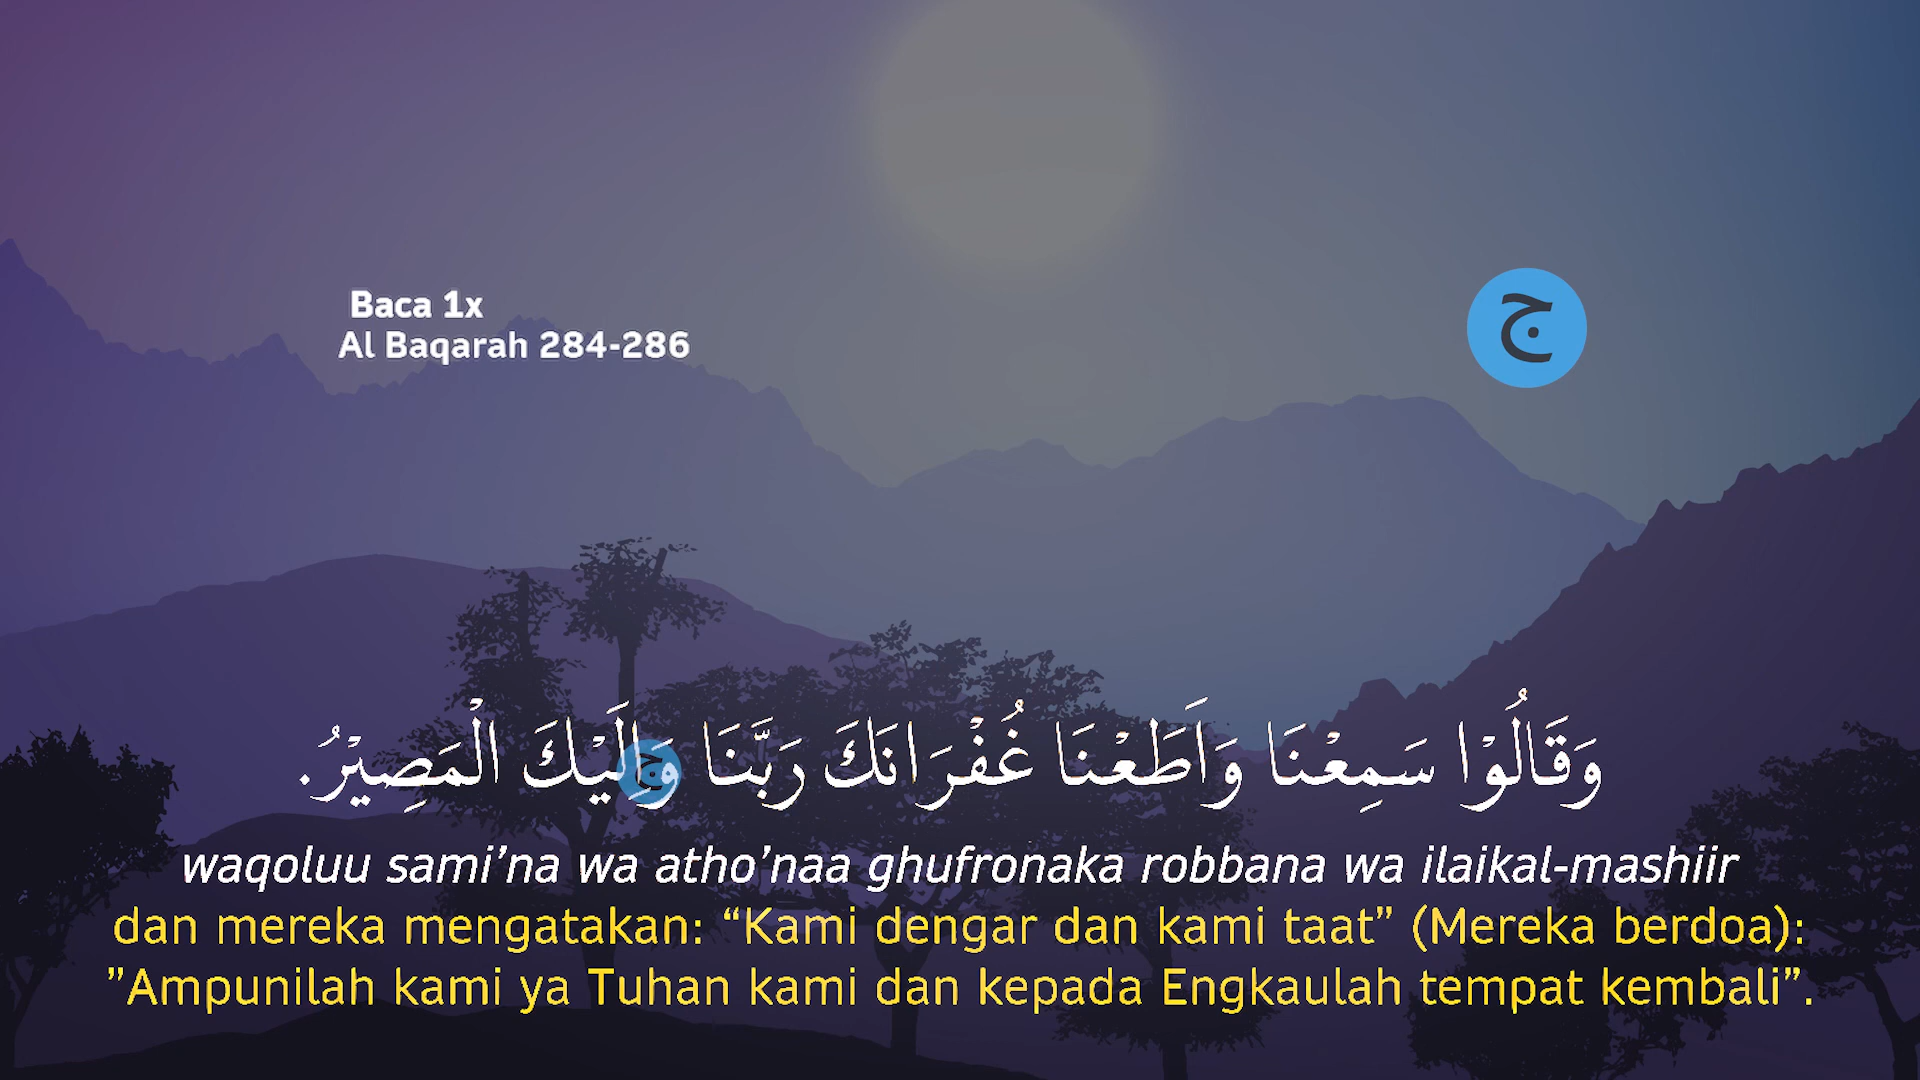 Baca 1x
Al Baqarah 284-286
ج
وَقَالُوْا سَمِعْنَا وَاَطَعْنَا غُفْرَانَكَ رَبَّنَا وَاِلَيْكَ الْمَصِيْرُ.
ج
waqoluu sami’na wa atho’naa ghufronaka robbana wa ilaikal-mashiir
dan mereka mengatakan: “Kami dengar dan kami taat” (Mereka berdoa):
”Ampunilah kami ya Tuhan kami dan kepada Engkaulah tempat kembali”.